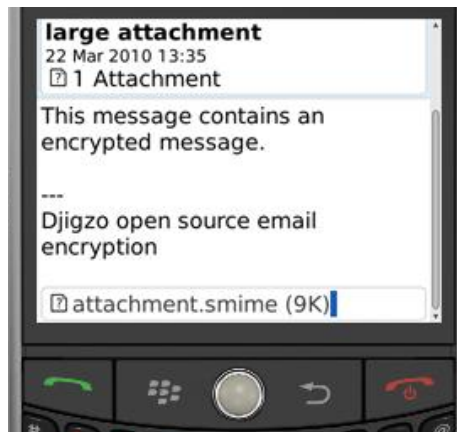 large attachment
22 Mar 2010 13:35
1 Attachment
This message contains an
encrypted message.
---
Djigzo open source email
encryption
attachment.smime (9K)
#
@